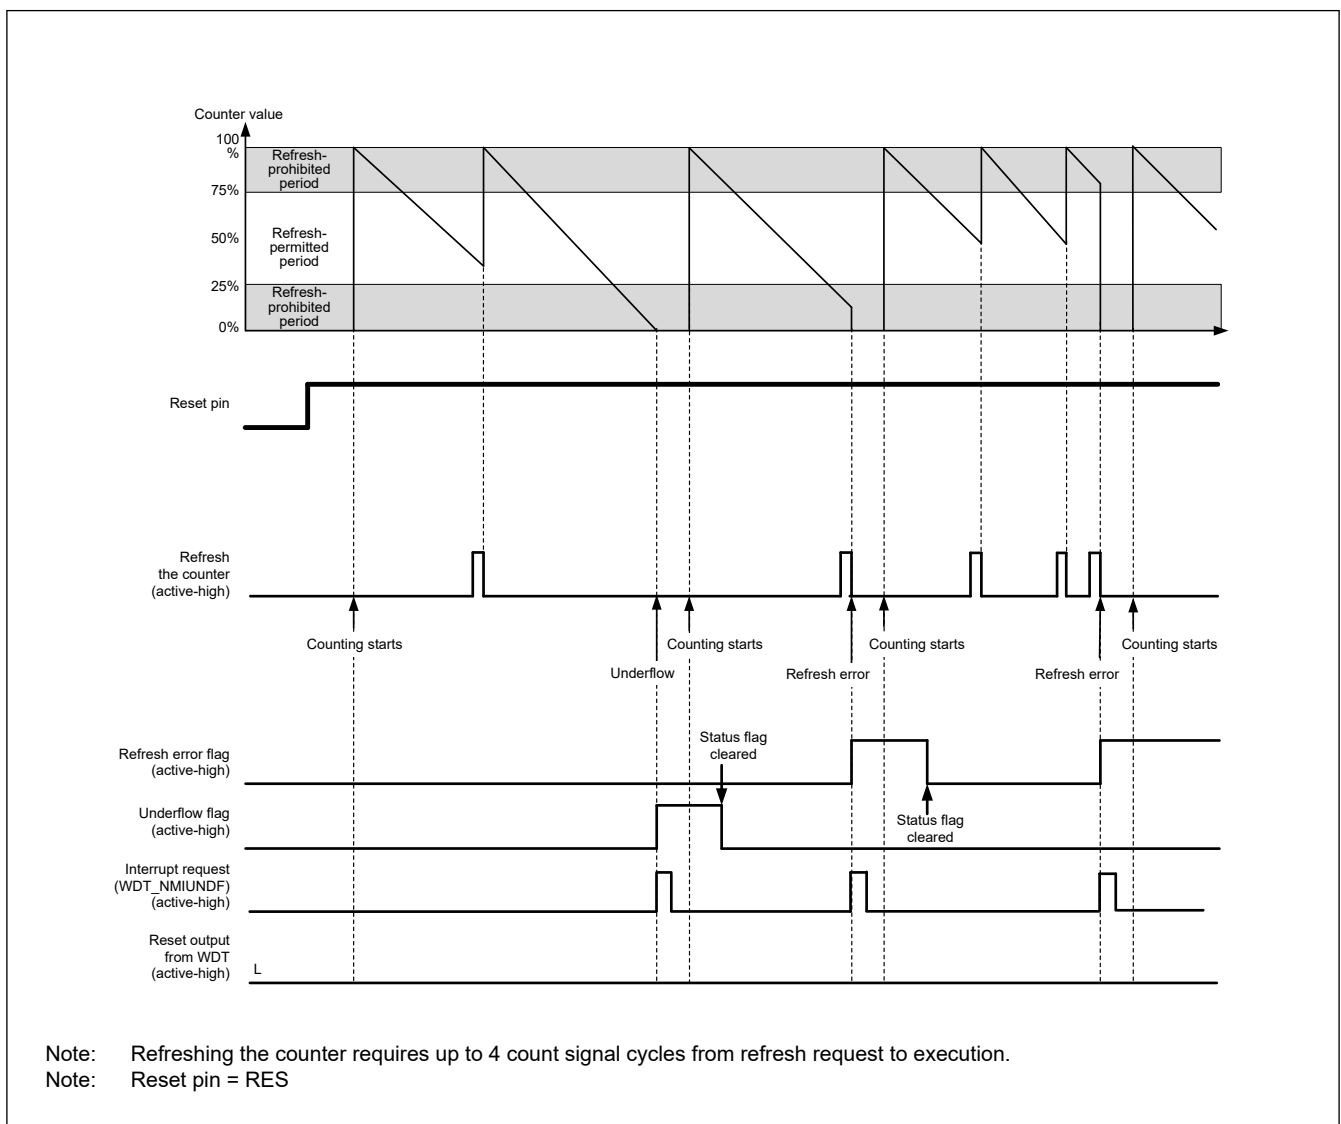 Counter value
100
%
Refresh-
prohibited
period
75%
50%
Refresh-
permitted
period
25%
Refresh-
prohibited
period
0%
Reset pin
Refresh
the counter
(active-high)
Counting starts
Counting starts
Counting starts
Counting starts
Underflow
Refresh error
Refresh error
Status flag
cleared
Refresh error flag
(active-high)
Underflow flag
(active-high)
Status flag
cleared
Interrupt request
(WDT_NMIUNDF)
(active-high)
Reset output
from WDT
(active-high)
L
Note: Refreshing the counter requires up to 4 count signal cycles from refresh request to execution.
Note: Reset pin = RES